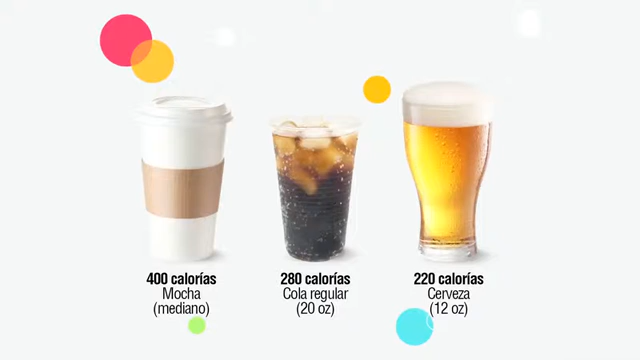 400 calorías
Mocha
(mediano)
280 calorías
Cola regular
(20 oz)
220 calorías
Cerveza
(12 oz)